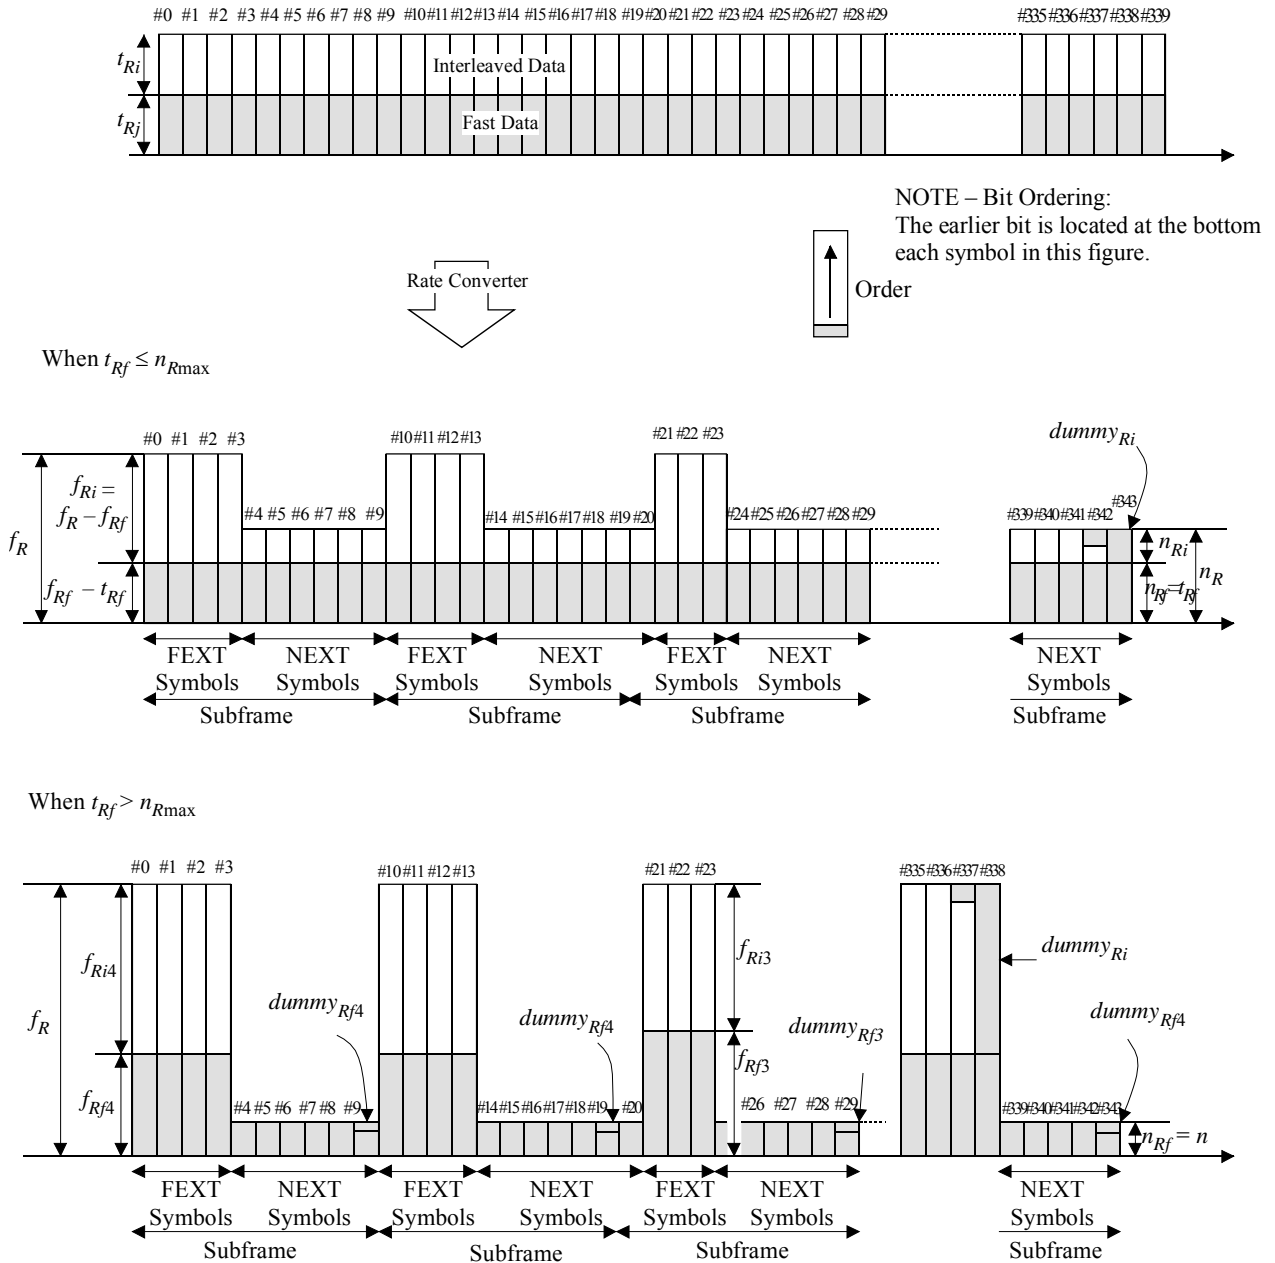 #0 #1 #2 #3 #4 #5 #6 #7 #8 #9 #10 #11 #12 #13 #14 #15 #16 #17 #18 #19 #20 #21 #22 #23 #24 #25 #26 #27 #28 #29 #335 #336 #337 #338 #339
tRi
Interleaved Data
tRj
Fast Data
NOTE – Bit Ordering:
The earlier bit is located at the bottom
each symbol in this figure.
Rate Converter
Order
When tRf ≤ nRmax
#0 #1 #2 #3 #10 #11 #12 #13 #21 #22 #23
dummyRi
#4 #5 #6 #7 #8 #9 #14 #15 #16 #17 #18 #19 #20 #24 #25 #26 #27 #28 #29 #339 #340 #341 #342 #343
fRi =
fR – fRf
fR
fRf – tRf
nRi
nR
nRf = tRf
FEXT NEXT FEXT NEXT FEXT NEXT NEXT
Symbols Symbols Symbols Symbols Symbols Symbols Symbols
Subframe Subframe Subframe Subframe
When tRf > nRmax
#0 #1 #2 #3 #10 #11 #12 #13 #21 #22 #23 #335 #336 #337 #338
fRi4
fRi3
dummyRi
dummyRf4
dummyRf4
dummyRf3
dummyRf4
fR
fRf3
fRf4
#4 #5 #6 #7 #8 #9 #14 #15 #16 #17 #18 #19 #20 #26 #27 #28 #29 #339 #340 #341 #342 #343
nRf = n
FEXT NEXT FEXT NEXT FEXT NEXT NEXT
Symbols Symbols Symbols Symbols Symbols Symbols Symbols
Subframe Subframe Subframe Subframe